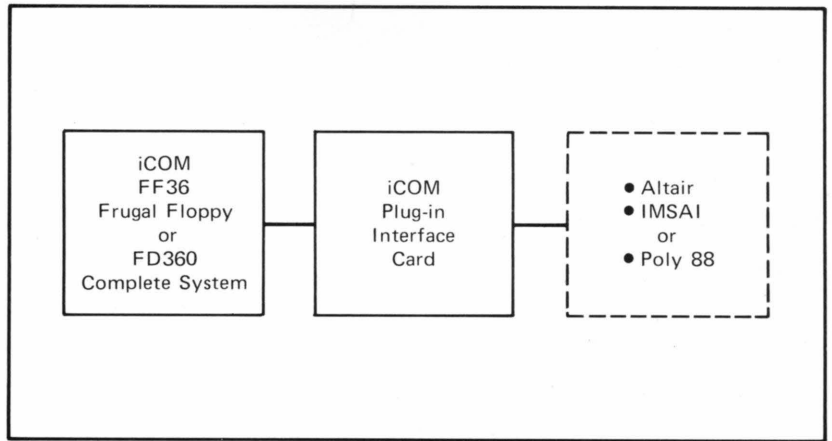 iCOM
FF36
Frugal Floppy
or
FD360
Complete System
iCOM
Plug-in
Interface
Card
● Altair
● IMSAI
or
● Poly 88